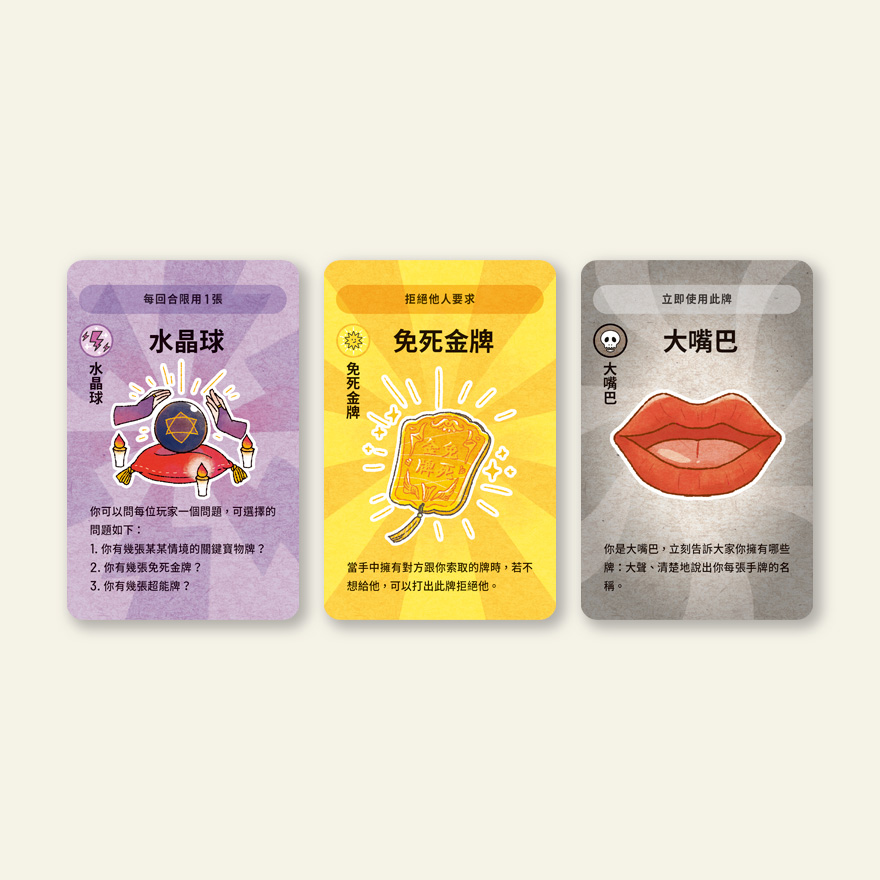 每回合限用1張
水晶球
水晶球
你可以問每位玩家一個問題，可選擇的
問題如下：
1. 你有幾張某某情境的關鍵寶物牌？
2. 你有幾張免死金牌？
3. 你有幾張超能牌？
拒絕他人要求
免死金牌
免死金牌
免死
金牌
當手中擁有對方跟你索取的牌時，若不
想給他，可以打出此牌拒絕他。
立即使用此牌
大嘴巴
大嘴巴
你是大嘴巴，立刻告訴大家你擁有哪些
牌：大聲、清楚地說出你每張手牌的名
稱。